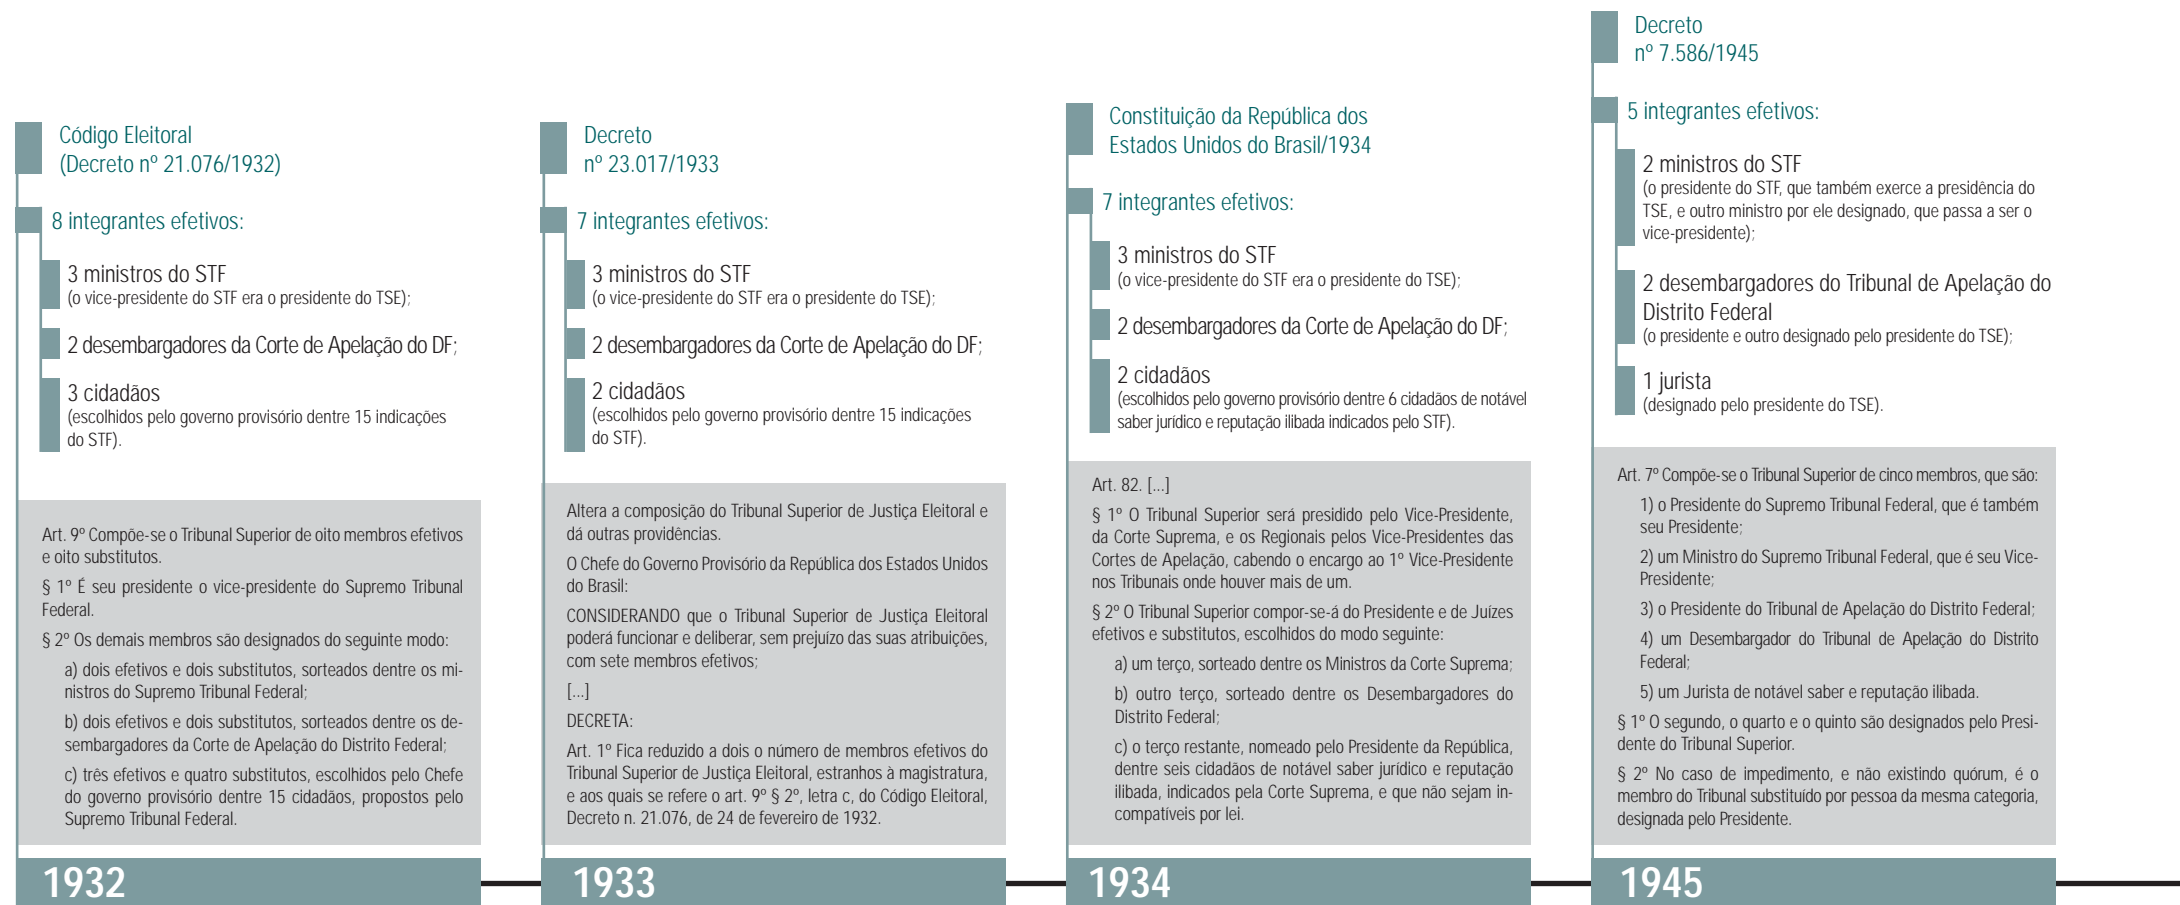 Código Eleitoral
(Decreto nº 21.076/1932)
8 integrantes efetivos:
3 ministros do STF
(o vice-presidente do STF era o presidente do TSE);
2 desembargadores da Corte de Apelação do DF;
3 cidadãos
(escolhidos pelo governo provisório dentre 15 indicações
do STF).
Art. 9º Compõe-se o Tribunal Superior de oito membros efetivos
e oito substitutos.
§ 1º É seu presidente o vice-presidente do Supremo Tribunal
Federal.
§ 2º Os demais membros são designados do seguinte modo:
a) dois efetivos e dois substitutos, sorteados dentre os mi-
nistros do Supremo Tribunal Federal;
b) dois efetivos e dois substitutos, sorteados dentre os de-
sembargadores da Corte de Apelação do Distrito Federal;
c) três efetivos e quatro substitutos, escolhidos pelo Chefe
do governo provisório dentre 15 cidadãos, propostos pelo
Supremo Tribunal Federal.
1932
Decreto
nº 23.017/1933
7 integrantes efetivos:
3 ministros do STF
(o vice-presidente do STF era o presidente do TSE);
2 desembargadores da Corte de Apelação do DF;
2 cidadãos
(escolhidos pelo governo provisório dentre 15 indicações
do STF).
Altera a composição do Tribunal Superior de Justiça Eleitoral e
dá outras providências.
O Chefe do Governo Provisório da República dos Estados Unidos
do Brasil:
CONSIDERANDO que o Tribunal Superior de Justiça Eleitoral
poderá funcionar e deliberar, sem prejuízo das suas atribuições,
com sete membros efetivos;
[...]
DECRETA:
Art. 1º Fica reduzido a dois o número de membros efetivos do
Tribunal Superior de Justiça Eleitoral, estranhos à magistratura,
e aos quais se refere o art. 9º § 2º, letra c, do Código Eleitoral,
Decreto n. 21.076, de 24 de fevereiro de 1932.
1933
Constituição da República dos
Estados Unidos do Brasil/1934
7 integrantes efetivos:
3 ministros do STF
(o vice-presidente do STF era o presidente do TSE);
2 desembargadores da Corte de Apelação do DF;
2 cidadãos
(escolhidos pelo governo provisório dentre 6 cidadãos de notável
saber jurídico e reputação ilibada indicados pelo STF).
Art. 82. [...]
§ 1º O Tribunal Superior será presidido pelo Vice-Presidente,
da Corte Suprema, e os Regionais pelos Vice-Presidentes das
Cortes de Apelação, cabendo o encargo ao 1º Vice-Presidente
nos Tribunais onde houver mais de um.
§ 2º O Tribunal Superior compor-se-á do Presidente e de Juízes
efetivos e substitutos, escolhidos do modo seguinte:
a) um terço, sorteado dentre os Ministros da Corte Suprema;
b) outro terço, sorteado dentre os Desembargadores do
Distrito Federal;
c) o terço restante, nomeado pelo Presidente da República,
dentre seis cidadãos de notável saber jurídico e reputação
ilibada, indicados pela Corte Suprema, e que não sejam in-
compatíveis por lei.
1934
Decreto
nº 7.586/1945
5 integrantes efetivos:
2 ministros do STF
(o presidente do STF, que também exerce a presidência do
TSE, e outro ministro por ele designado, que passa a ser o
vice-presidente);
2 desembargadores do Tribunal de Apelação do
Distrito Federal
(o presidente e outro designado pelo presidente do TSE);
1 jurista
(designado pelo presidente do TSE).
Art. 7º Compõe-se o Tribunal Superior de cinco membros, que são:
1) o Presidente do Supremo Tribunal Federal, que é também
seu Presidente;
2) um Ministro do Supremo Tribunal Federal, que é seu Vice-
Presidente;
3) o Presidente do Tribunal de Apelação do Distrito Federal;
4) um Desembargador do Tribunal de Apelação do Distrito
Federal;
5) um Jurista de notável saber e reputação ilibada.
§ 1º O segundo, o quarto e o quinto são designados pelo Presi-
dente do Tribunal Superior.
§ 2º No caso de impedimento, e não existindo quórum, é o
membro do Tribunal substituído por pessoa da mesma categoria,
designada pelo Presidente.
1945